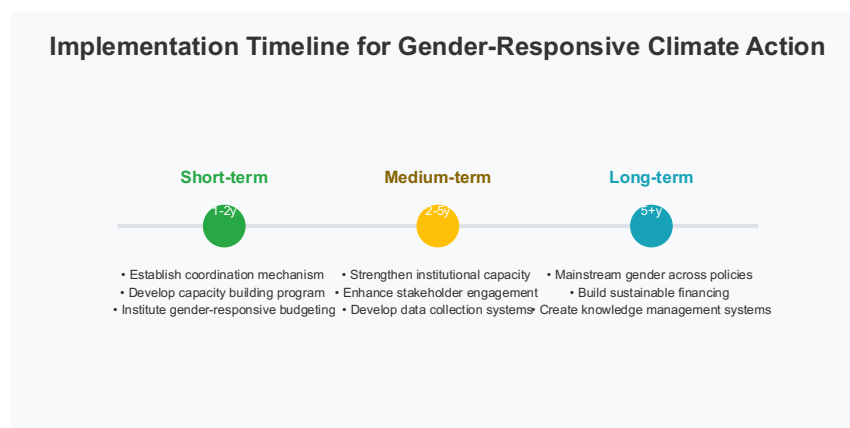 Implementation Timeline for Gender-Responsive Climate Action
Short-term
1-2y
• Establish coordination mechanism
• Develop capacity building program
• Institute gender-responsive budgeting
Medium-term
2-5y
• Strengthen institutional capacity
• Enhance stakeholder engagement
• Develop data collection systems
Long-term
5+y
• Mainstream gender across policies
• Build sustainable financing
• Create knowledge management systems